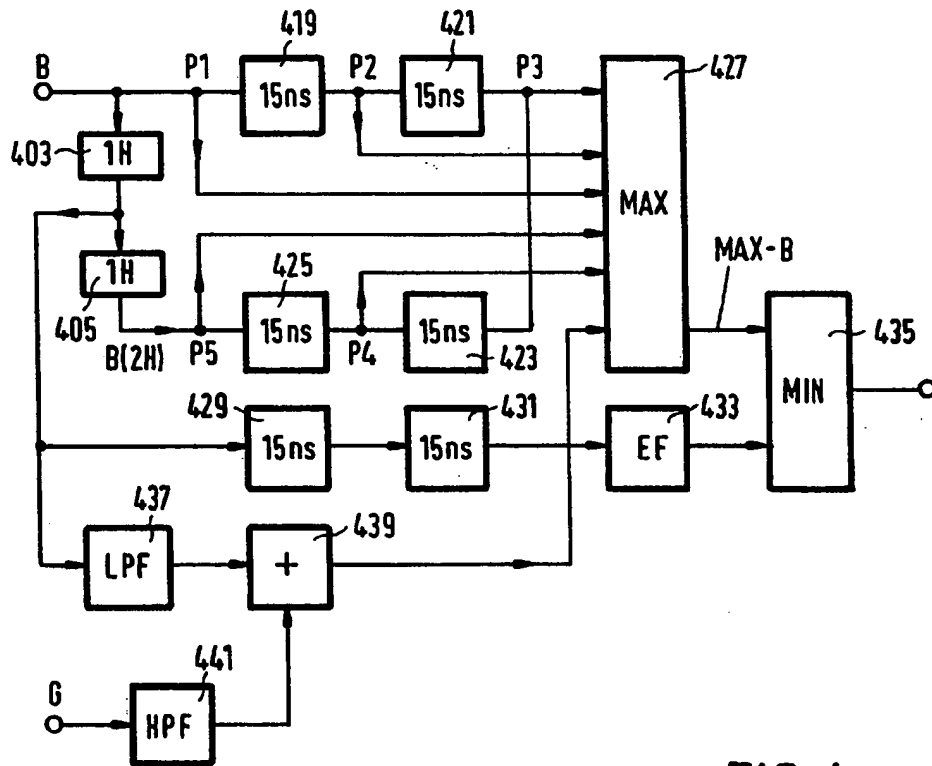 419
421
427
B
P1
15ns
P2
15ns
P3
403
1H
MAX
MAX-B
405
1H
425
15ns
15ns
423
435
B(2H)
P5
P4
MIN
429
15ns
431
15ns
433
EF
437
LPF
439
+
441
G
HPF